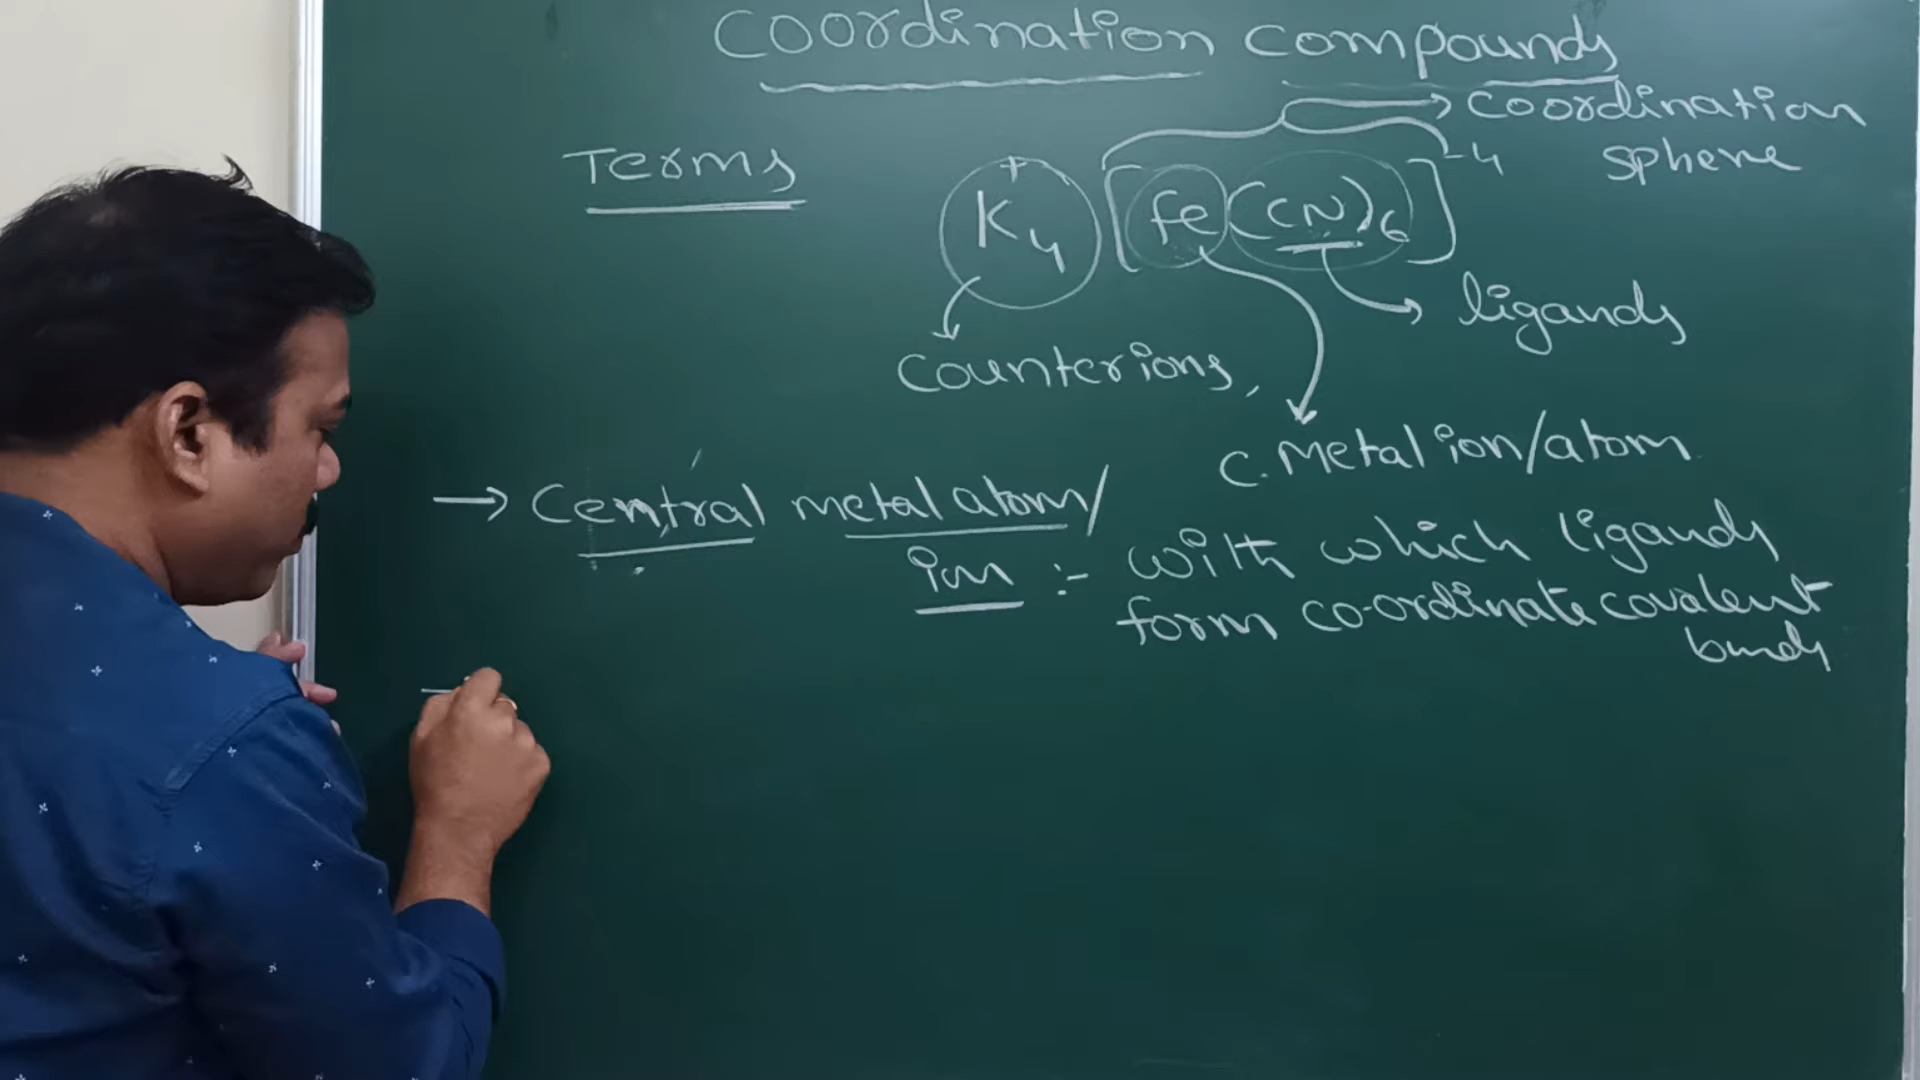 Coordination compounds
Terms
coordination
sphere
K4+ [Fe(CN)6]-4
ligands
counterions,
C. Metal ion/atom
→ Central metal atom/
ion :- with which ligands
form co-ordinate covalent
bonds